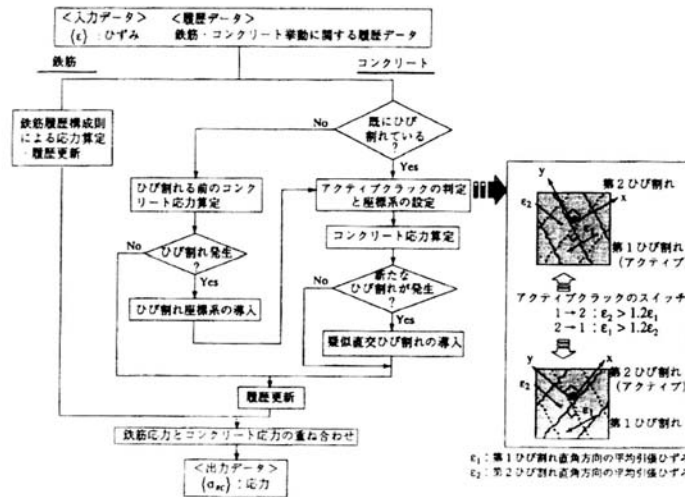 ＜入力データ＞ ＜履歴データ＞
{ε}：ひずみ 鉄筋・コンクリート挙動に関する履歴データ
鉄筋
コンクリート
鉄筋履歴構成則
による応力算定
・履歴更新
既にひび
割れている
?
No
Yes
ひび割れる前のコンク
リート応力算定
アクティブクラックの判定
と座標系の設定
コンクリート応力算定
ひび割れ発生
?
No
Yes
新たな
ひび割れが発生
?
No
Yes
ひび割れ座標系の導入
疑似直交ひび割れの導入
履歴更新
鉄筋応力とコンクリート応力の重ね合わせ
＜出力データ＞
{σRC}：応力
y
第2ひび割れ
ε2
x
第1ひび割れ
（アクティブ）
アクティブクラックのスイッチ
1→2：ε2＞1.2ε1
2→1：ε1＞1.2ε2
y
x
第2ひび割れ
（アクティブ）
ε2
ε1
第1ひび割れ
ε1：第1ひび割れ直角方向の平均引張ひずみ
ε2：第2ひび割れ直角方向の平均引張ひずみ